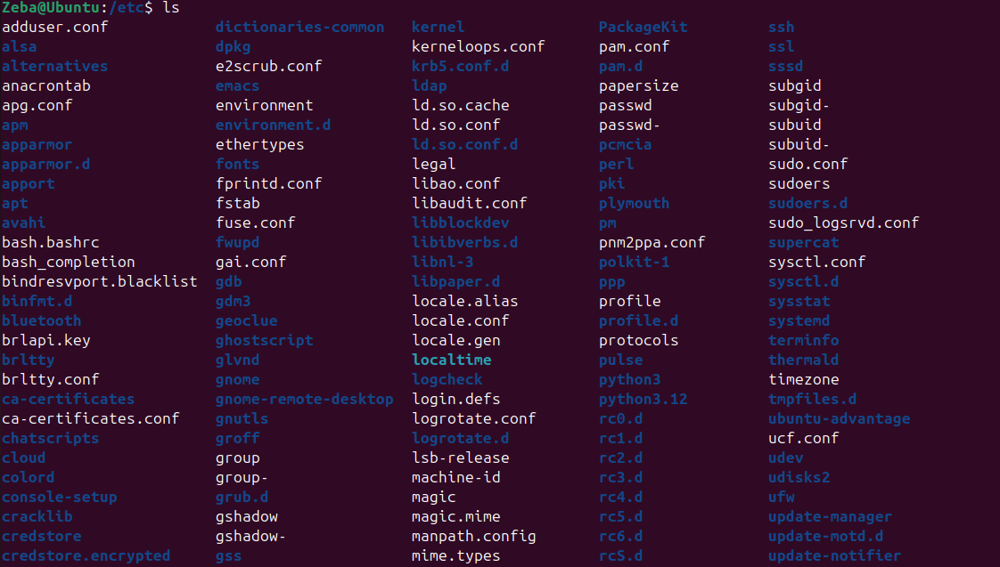 Zeba@Ubuntu:/etc$ ls
adduser.conf dictionaries-common kernel PackageKit ssh
alsa dpkg kerneloops.conf pam.conf ssl
alternatives e2scrub.conf krb5.conf.d pam.d sssd
anacrontab emacs ldap papersize subgid
apg.conf environment ld.so.cache passwd subgid-
apm environment.d ld.so.conf passwd- subuid
apparmor ethertypes ld.so.conf.d pcmcia subuid-
apparmor.d fonts legal perl sudo.conf
apport fprintd.conf libao.conf pki sudoers
apt fstab libaudit.conf plymouth sudoers.d
avahi fuse.conf libblockdev pm sudo_logsrvd.conf
bash.bashrc fwupd libibverbs.d pnm2ppa.conf supercat
bash_completion gai.conf libnl-3 polkit-1 sysctl.conf
bindresvport.blacklist gdb libpaper.d ppp sysctl.d
binfmt.d gdm3 locale.alias profile sysstat
bluetooth geoclue locale.conf profile.d systemd
brlapi.key ghostscript locale.gen protocols terminfo
brltty glvnd localtime pulse thermald
brltty.conf gnome logcheck python3 timezone
ca-certificates gnome-remote-desktop login.defs python3.12 tmpfiles.d
ca-certificates.conf gnutls logrotate.conf rc0.d ubuntu-advantage
chatscripts groff logrotate.d rc1.d ucf.conf
cloud group lsb-release rc2.d udev
colord group- machine-id rc3.d udisks2
console-setup grub.d magic rc4.d ufw
cracklib gshadow magic.mime rc5.d update-manager
credstore gshadow- manpath.config rc6.d update-motd.d
credstore.encrypted gss mime.types rcS.d update-notifier